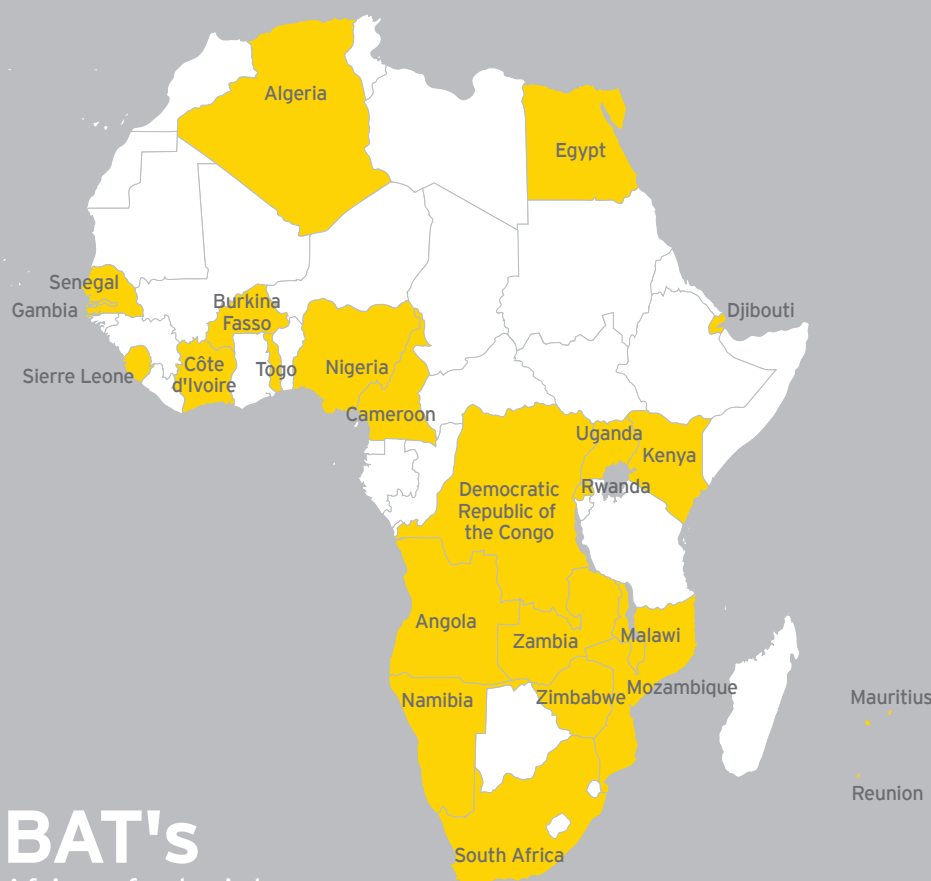 Algeria
Egypt
Senegal
Gambia
Burkina
Fasso
Djibouti
Sierre Leone
Côte
d'Ivoire
Togo
Nigeria
Cameroon
Uganda
Kenya
Rwanda
Democratic
Republic of
the Congo
Angola
Zambia
Malawi
Namibia
Zimbabwe
Mozambique
Mauritius
Reunion
South Africa
BAT's